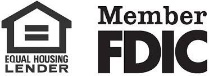 EQUAL HOUSING
LENDER
Member
FDIC